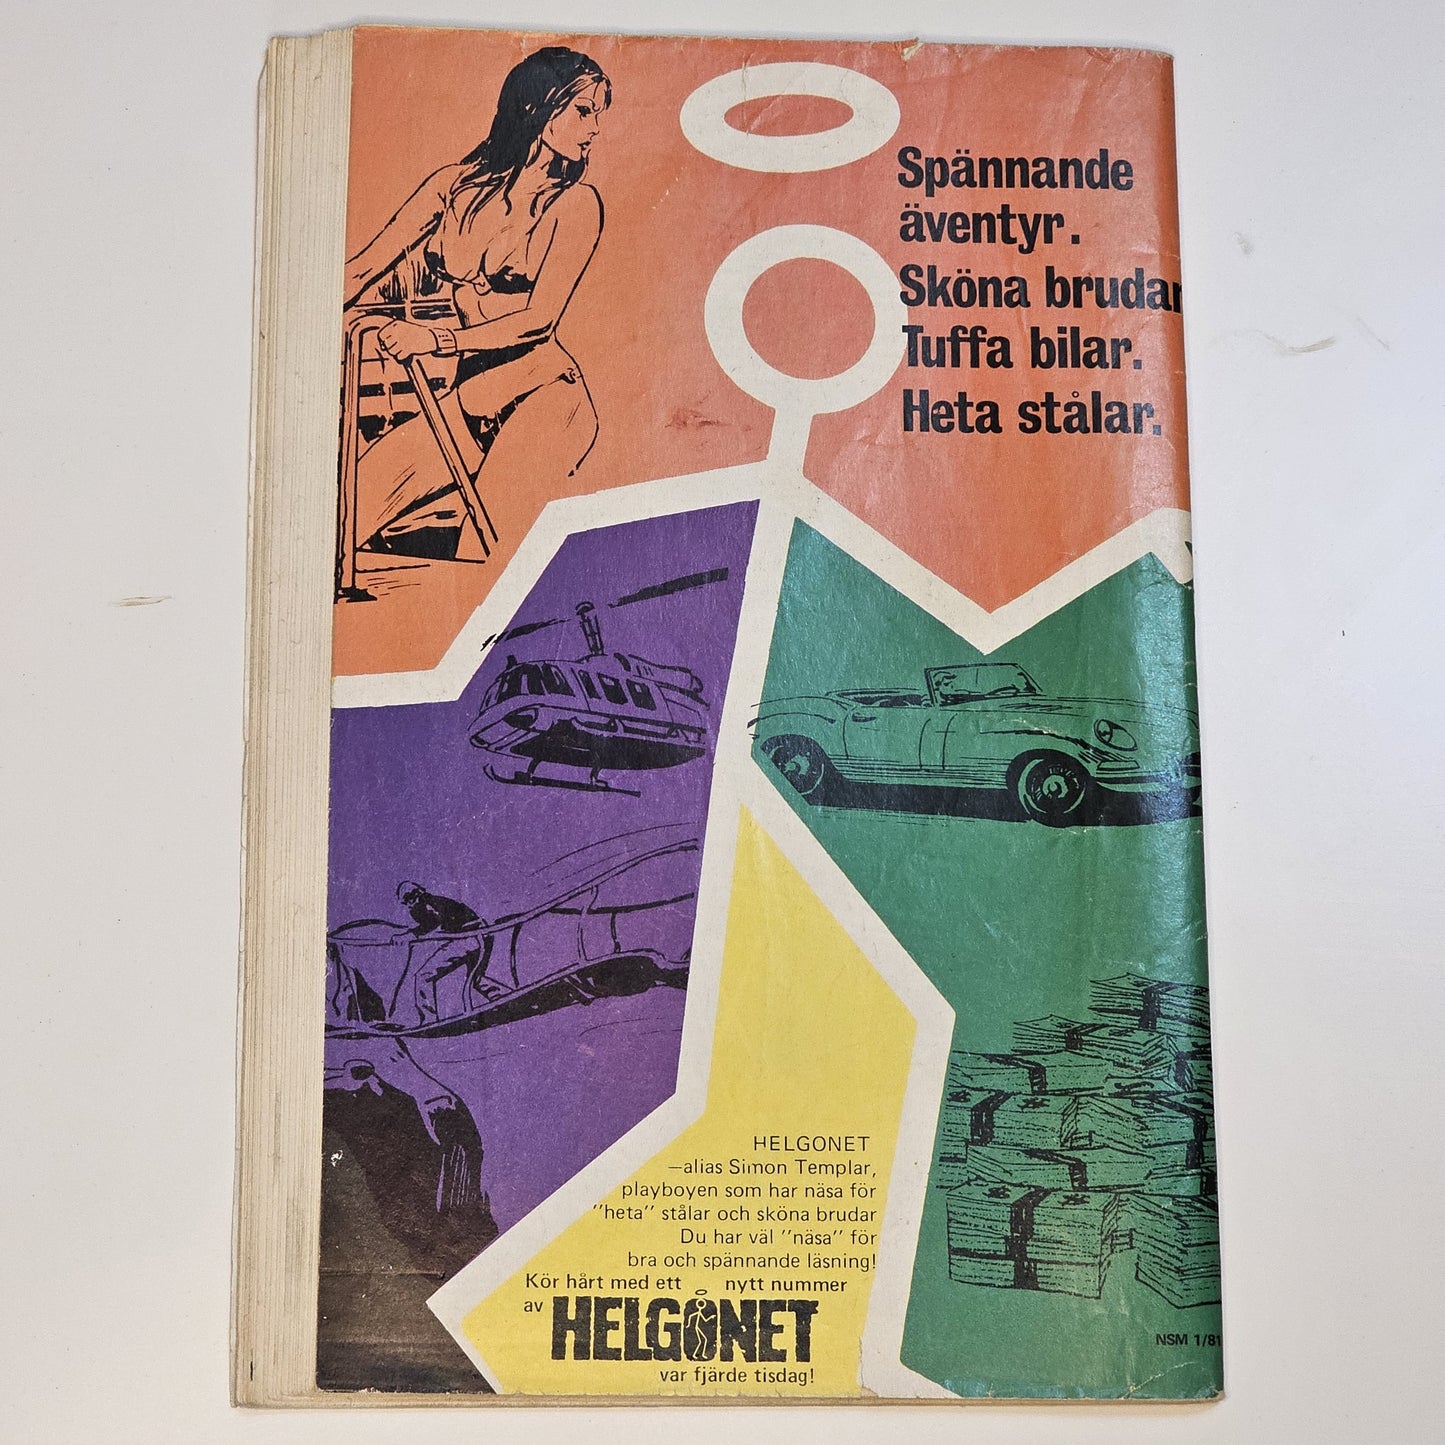 Spännande
äventyr.
Sköna brudar
Tuffa bilar.
Heta stålar.
HELGONET
—alias Simon Templar,
playboyen som har näsa för
"heta" stålar och sköna brudar
Du har väl "näsa" för
bra och spännande läsning!
Kör hårt med ett nytt nummer
av HELGONET
var fjärde tisdag!
NSM 1/81